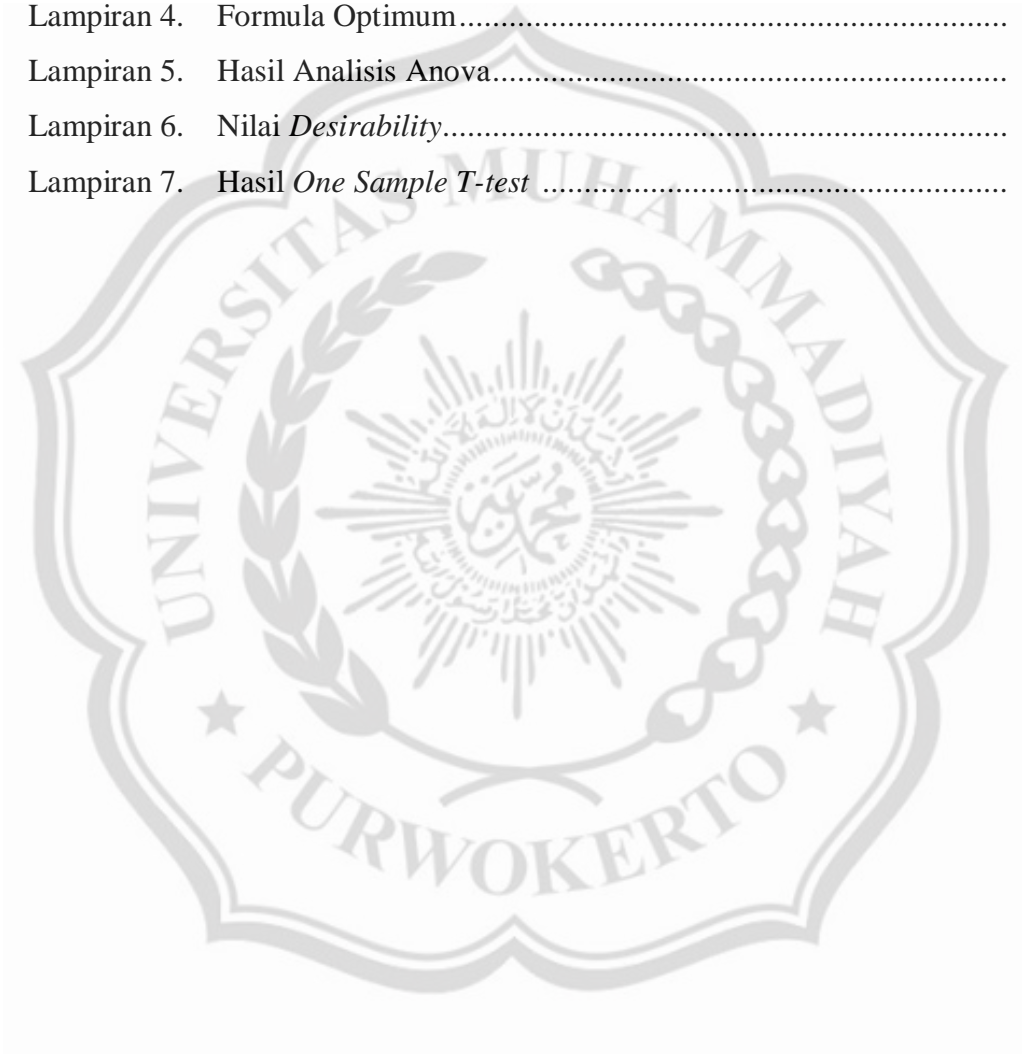 Lampiran 4. Formula Optimum....................................................................
Lampiran 5. Hasil Analisis Anova................................................................
Lampiran 6. Nilai Desirability......................................................................
Lampiran 7. Hasil One Sample T-test ..........................................................
UNIVERSITAS MUHAMMADIYAH
PURWOKERTO